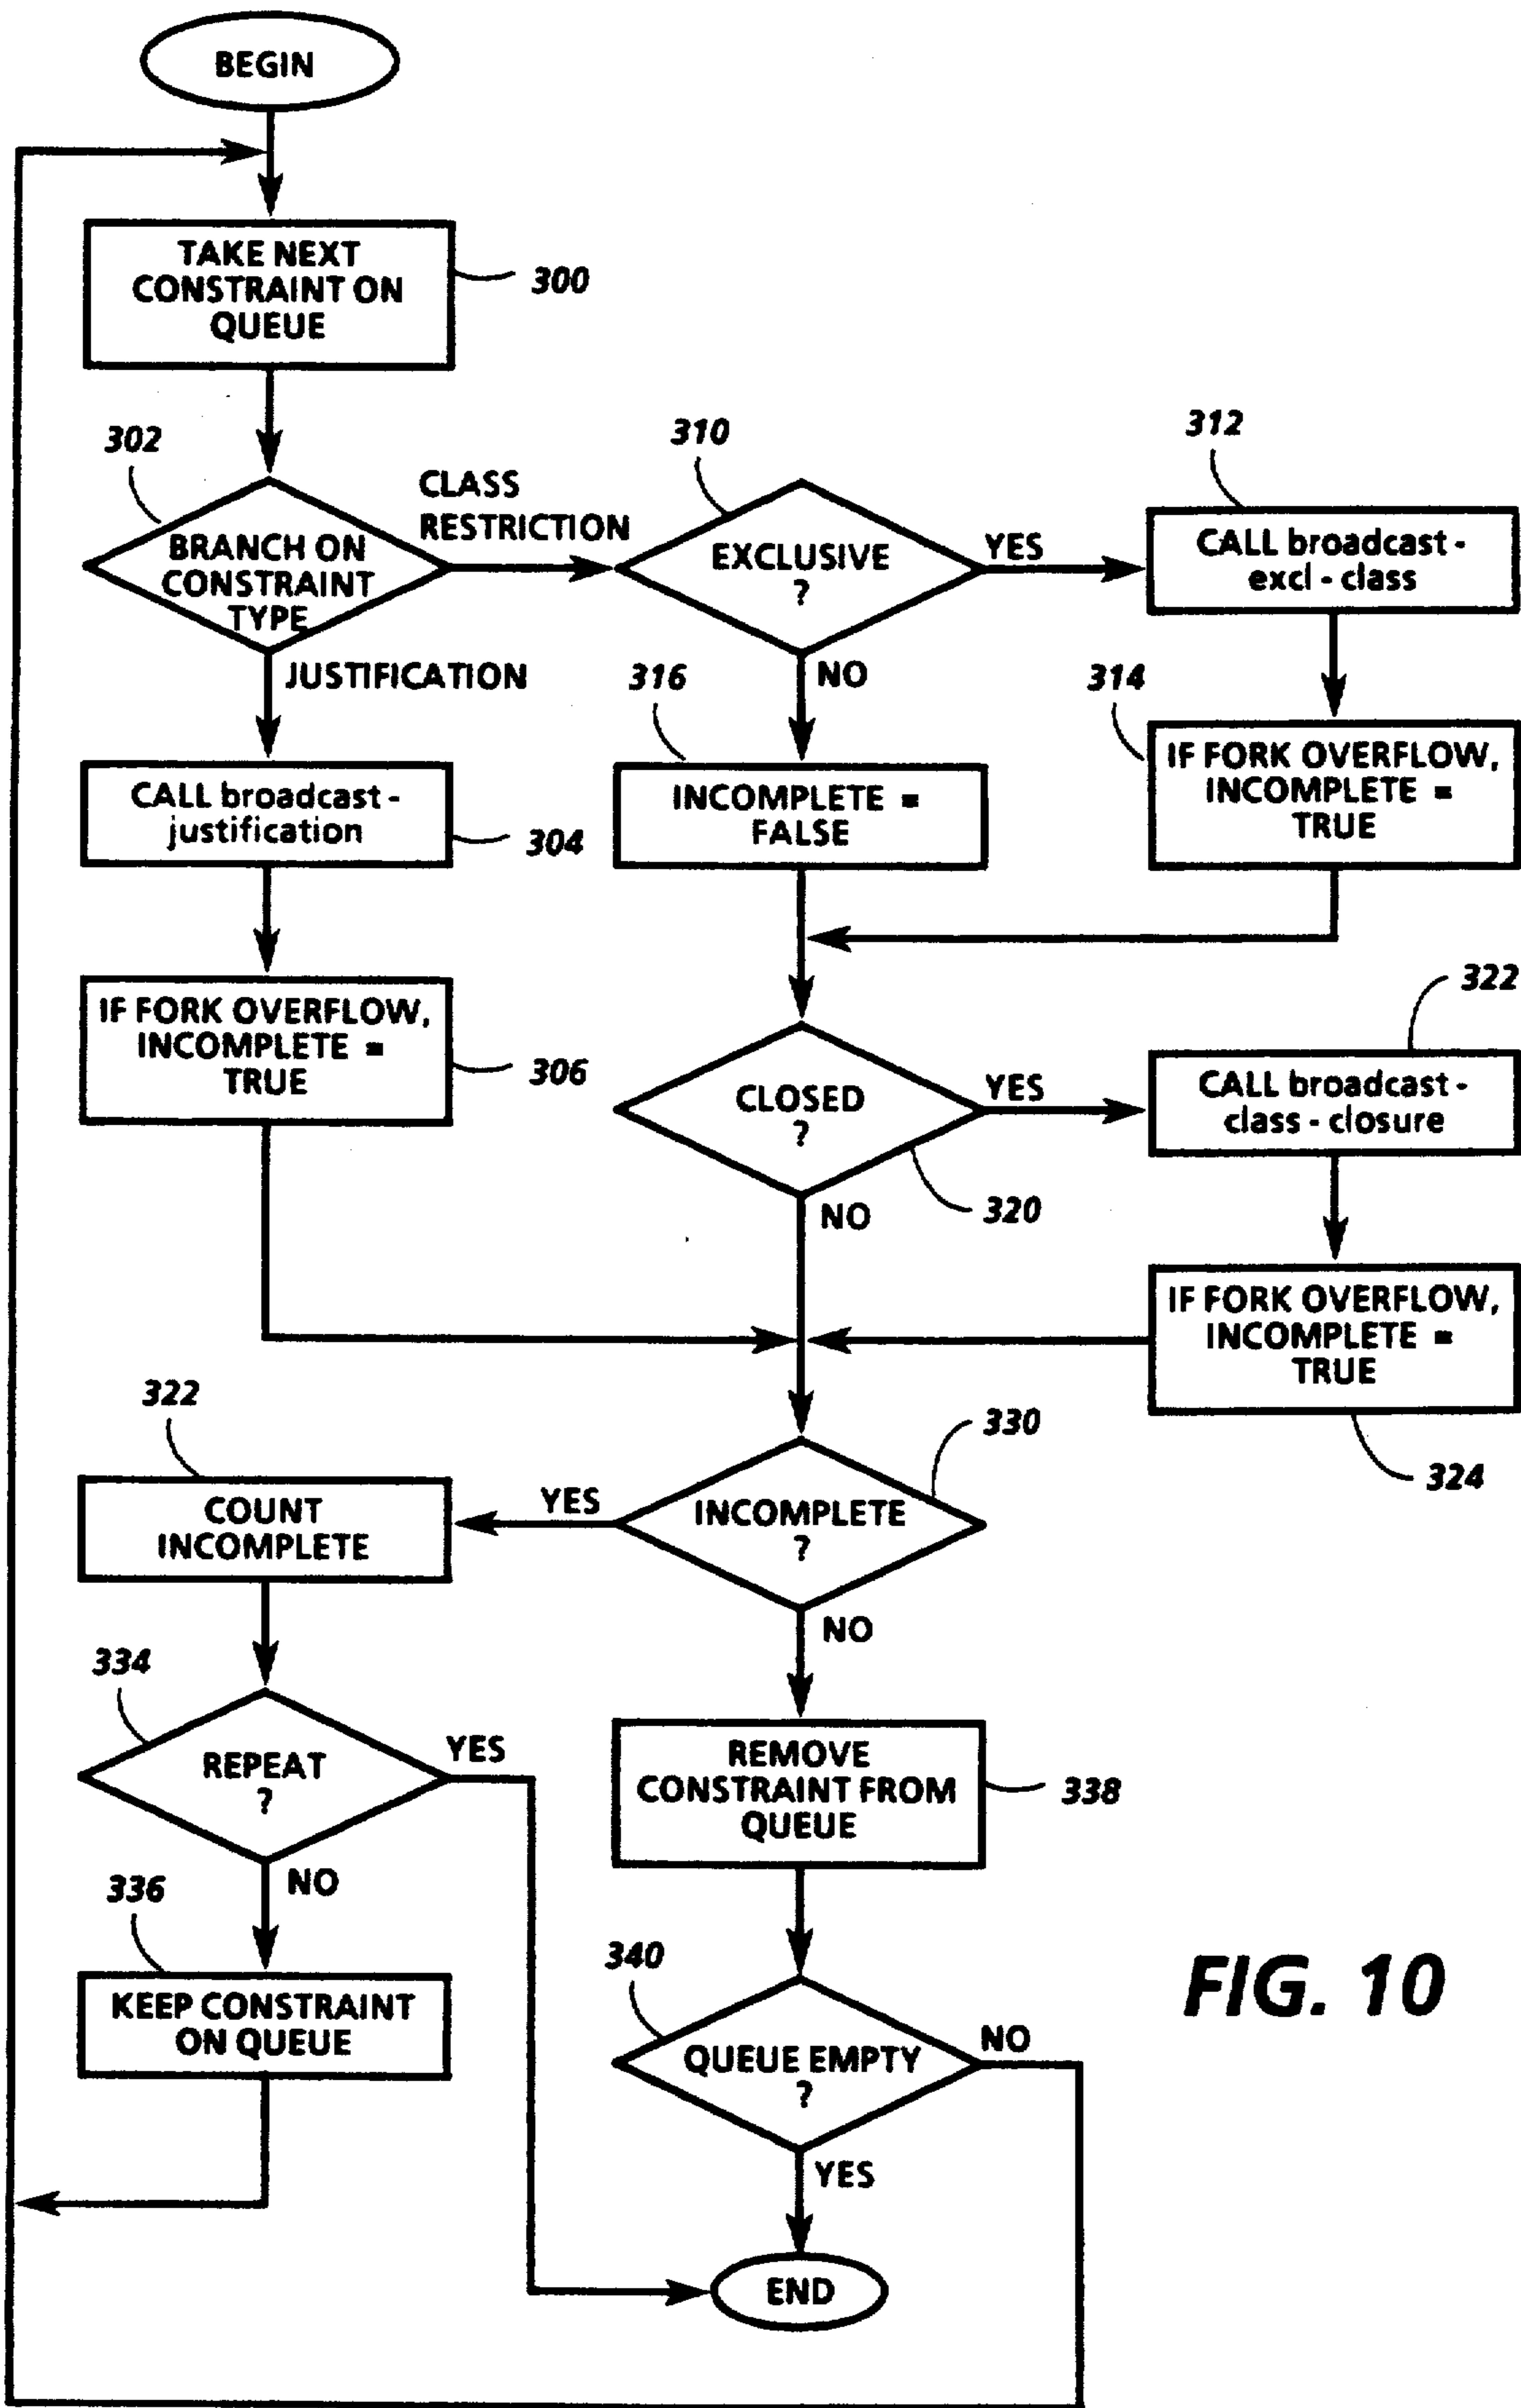 BEGIN
TAKE NEXT
CONSTRAINT ON
QUEUE
300
302
BRANCH ON
CONSTRAINT
TYPE
CLASS
RESTRICTION
JUSTIFICATION
310
EXCLUSIVE
?
YES
NO
312
CALL broadcast -
excl - class
314
IF FORK OVERFLOW,
INCOMPLETE =
TRUE
316
INCOMPLETE =
FALSE
CALL broadcast -
justification
304
IF FORK OVERFLOW,
INCOMPLETE =
TRUE
306
CLOSED
?
YES
NO
320
322
CALL broadcast -
class - closure
IF FORK OVERFLOW,
INCOMPLETE =
TRUE
324
330
INCOMPLETE
?
YES
NO
322
COUNT
INCOMPLETE
334
REPEAT
?
YES
NO
336
KEEP CONSTRAINT
ON QUEUE
REMOVE
CONSTRAINT FROM
QUEUE
338
340
QUEUE EMPTY
?
NO
YES
END
FIG. 10